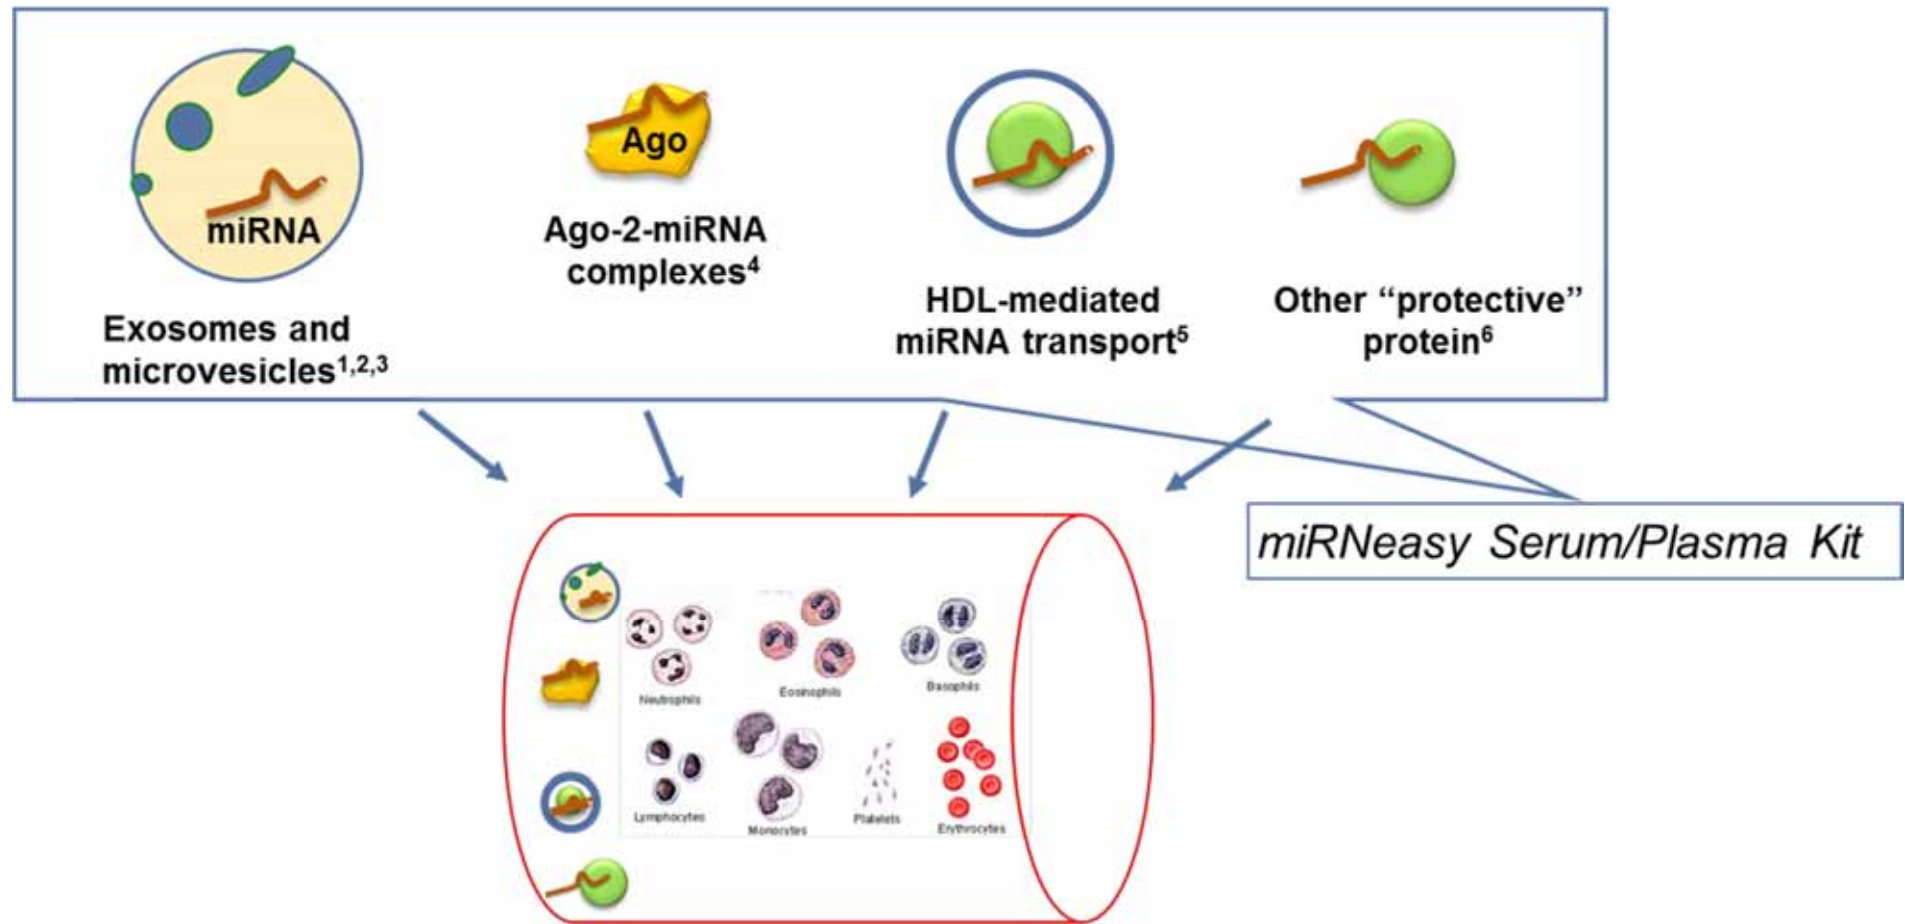 miRNA
Ago
Ago-2-miRNA
complexes4
HDL-mediated
miRNA transport5
Other “protective”
protein6
Exosomes and
microvesicles1,2,3
miRNeasy Serum/Plasma Kit
Neutrophils
Eosinophils
Basophils
Lymphocytes
Monocytes
Platelets
Erythrocytes